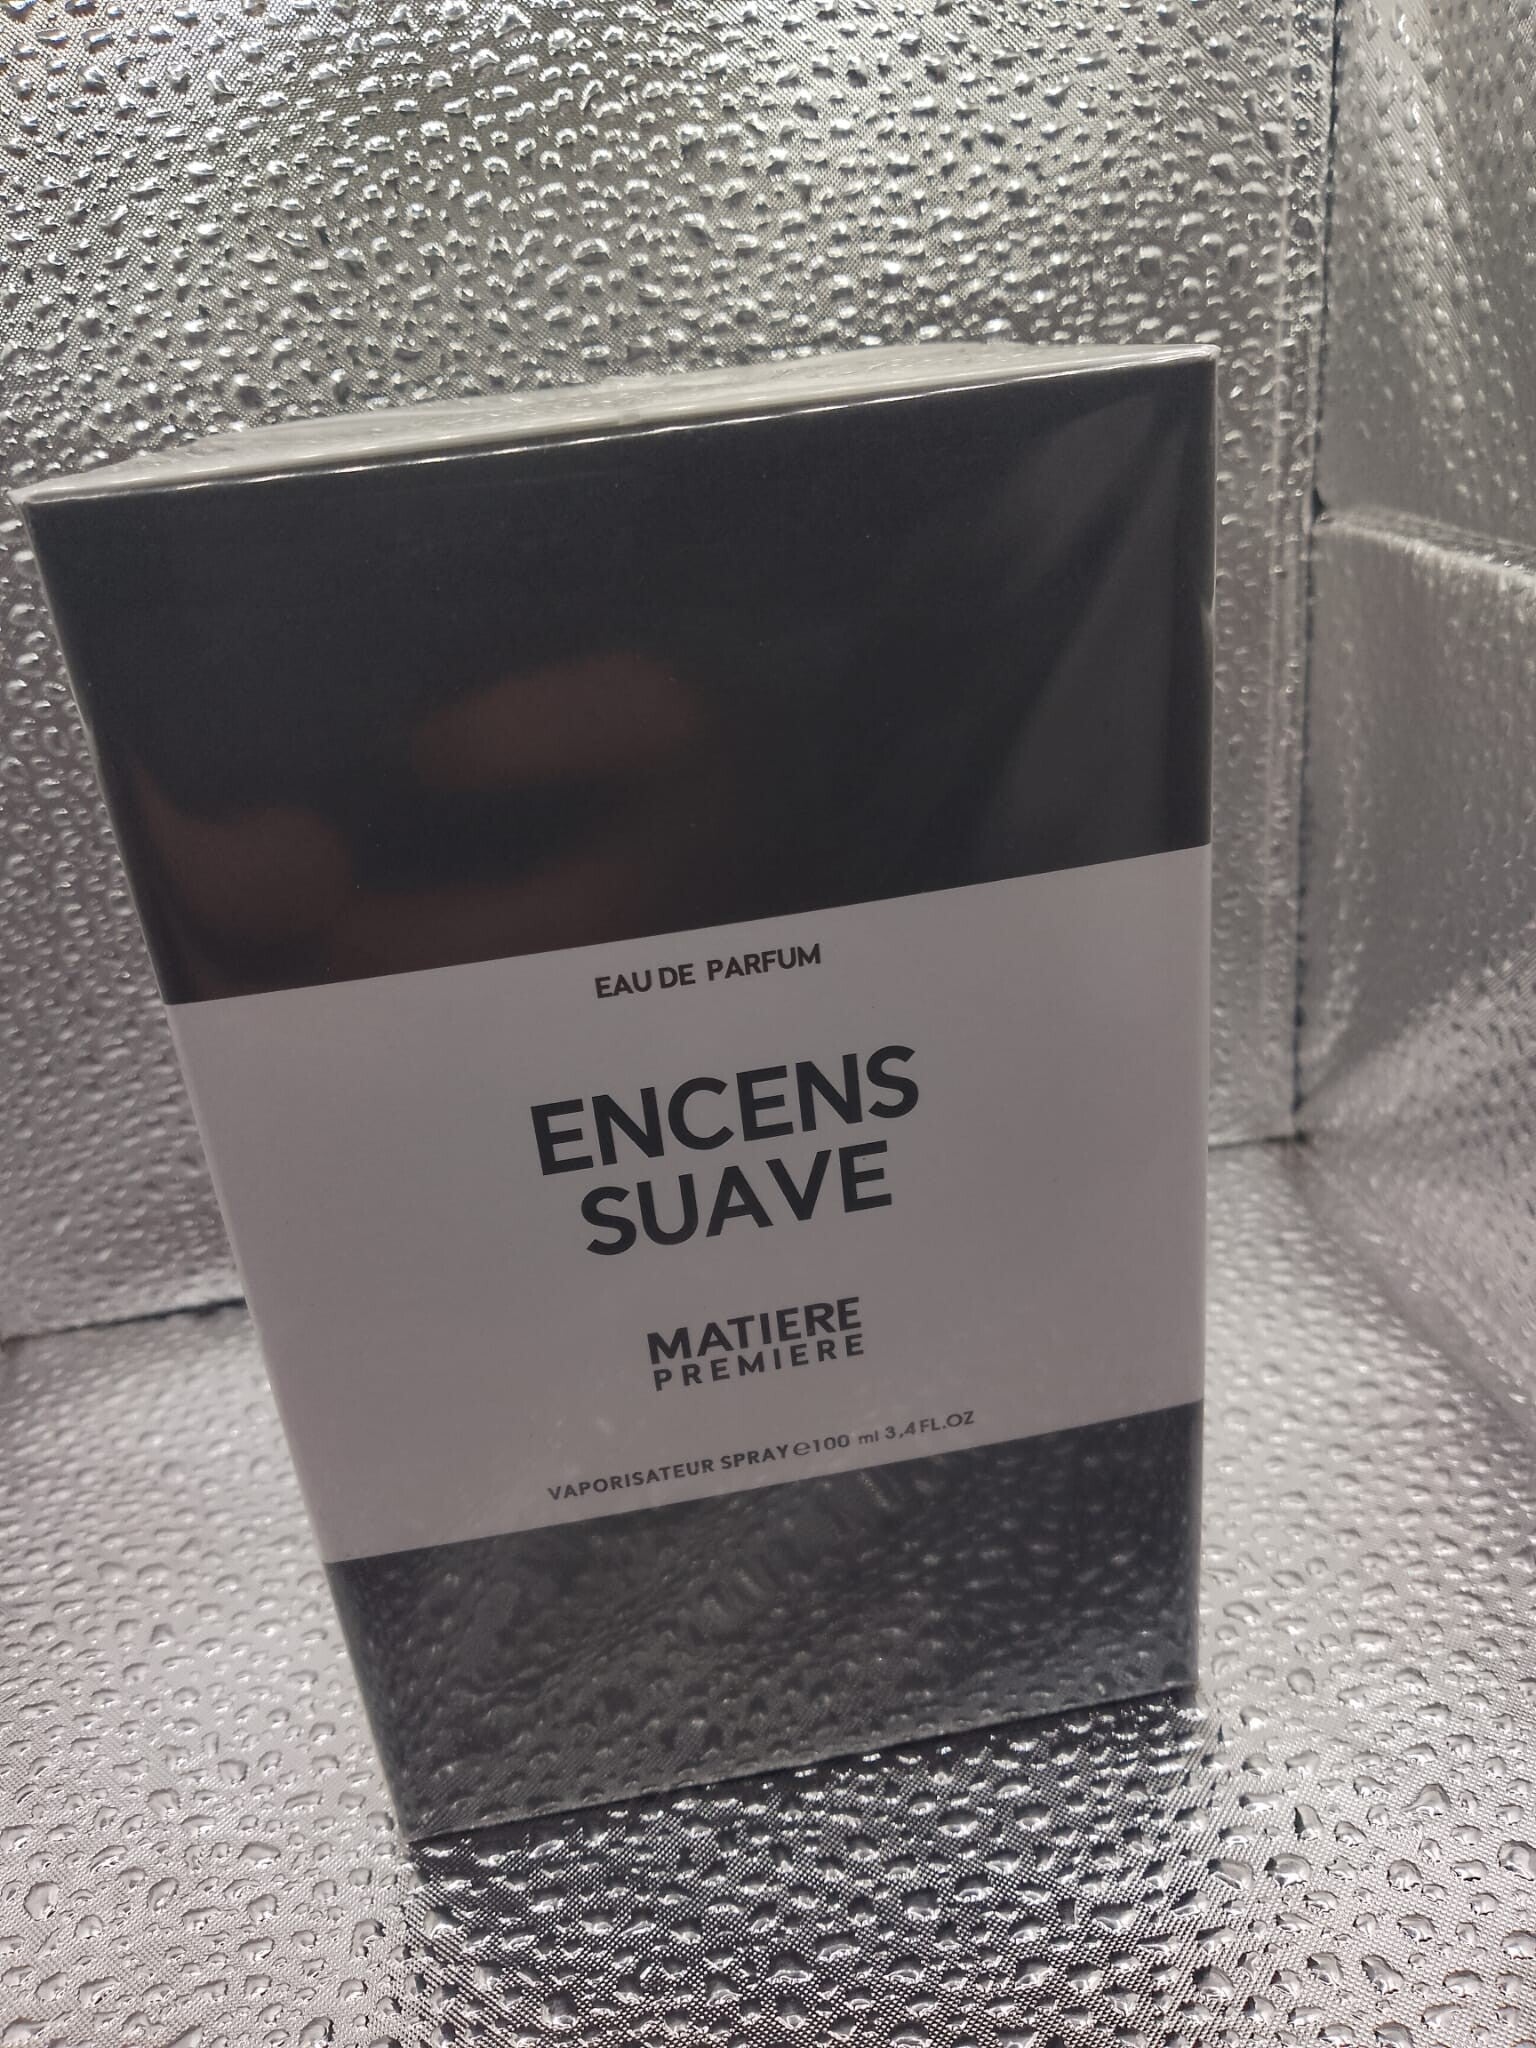 EAU DE PARFUM
ENCENS
SUAVE
MATIERE
PREMIERE
VAPORISATEUR SPRAY ℮100 ml 3,4 FL.OZ